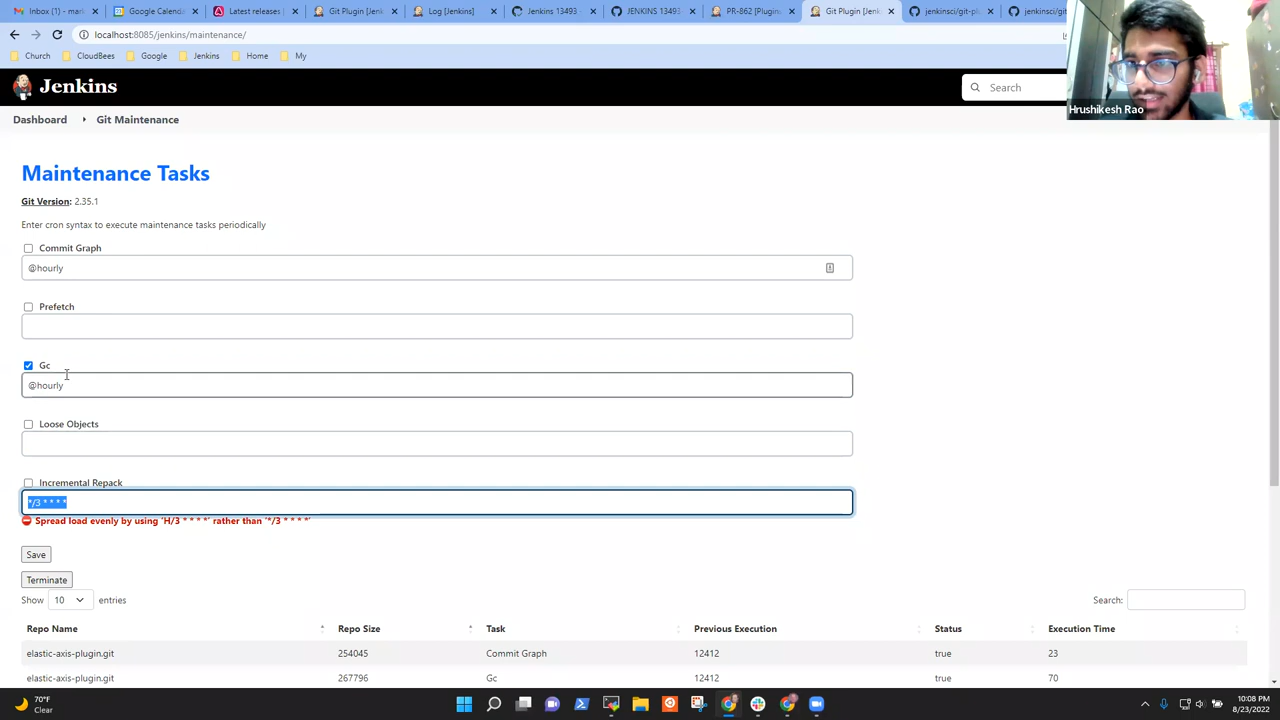 Inbox (1) - mark
Google Calenda
Latest releases
Git Plugin [Jenk
Log [Jenkins]
Jenkins 13493 -
JENKINS 13493
PR-862 [Plugins
Git Plugin [Jenk
jenkinsci/git-pl
jenkinsci/git
localhost:8085/jenkins/maintenance/
Church
CloudBees
Google
Jenkins
Home
My
Jenkins
Search
Hrushikesh Rao
Dashboard
Git Maintenance
Maintenance Tasks
Git Version: 2.35.1
Enter cron syntax to execute maintenance tasks periodically
Commit Graph
@hourly
Prefetch
Gc
@hourly
Loose Objects
Incremental Repack
*/3 * * * *
Spread load evenly by using 'H/3 * * * *' rather than '*/3 * * * *'
Save
Terminate
Show 10 entries
Search:
Repo Name Repo Size Task Previous Execution Status Execution Time
elastic-axis-plugin.git 254045 Commit Graph 12412 true 23
elastic-axis-plugin.git 267796 Gc 12412 true 70
70°F
Clear
10:08 PM
8/23/2022